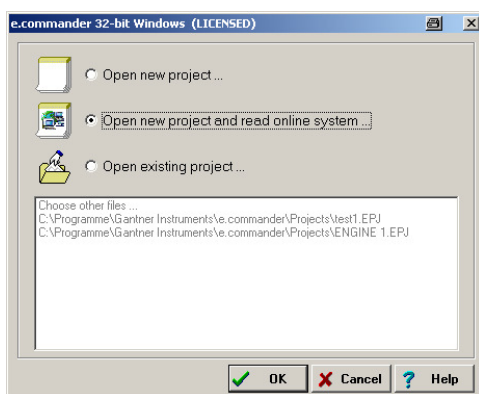 e.commander 32-bit Windows (LICENSED)
Open new project ...
Open new project and read online system ...
Open existing project ...
Choose other files ...
C:\Programme\Gantner Instruments\e.commander\Projects\test1.EPJ
C:\Programme\Gantner Instruments\e.commander\Projects\ENGINE 1.EPJ
OK Cancel ? Help